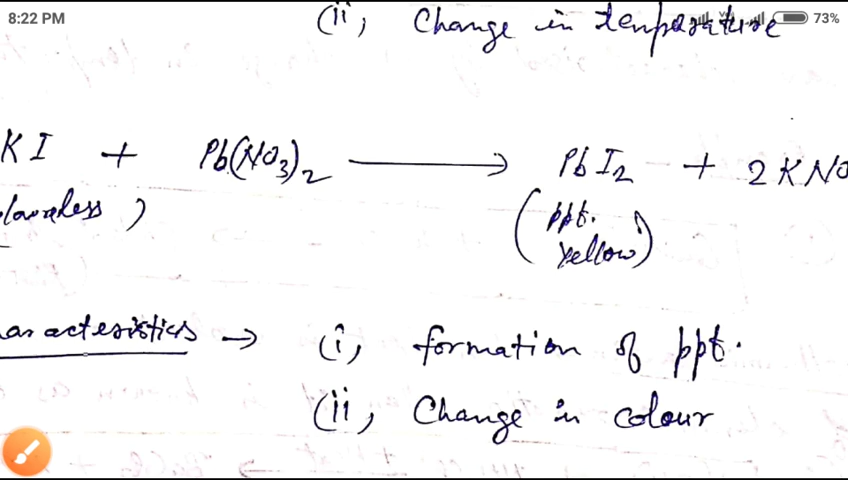 8:22 PM 73%
(ii) Change in temperature
KI + Pb(NO3)2 ⟶ PbI2 + 2KNO
(ppt. yellow)
→ (i) formation of ppt.
(ii) Change in colour